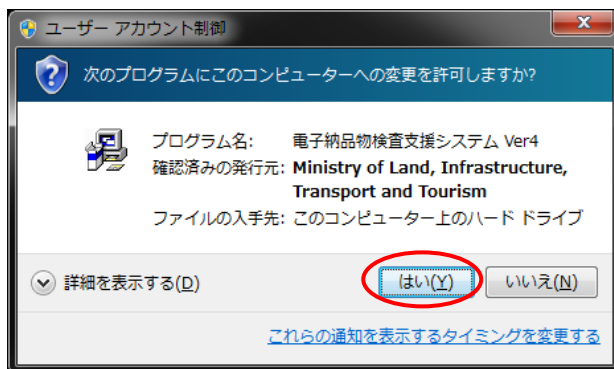 ユーザー アカウント制御
次のプログラムにこのコンピューターへの変更を許可しますか?
プログラム名: 電子納品物検査支援システム Ver4
確認済みの発行元: Ministry of Land, Infrastructure,
Transport and Tourism
ファイルの入手先: このコンピューター上のハード ドライブ
詳細を表示する(D)
はい(Y)
いいえ(N)
これらの通知を表示するタイミングを変更する